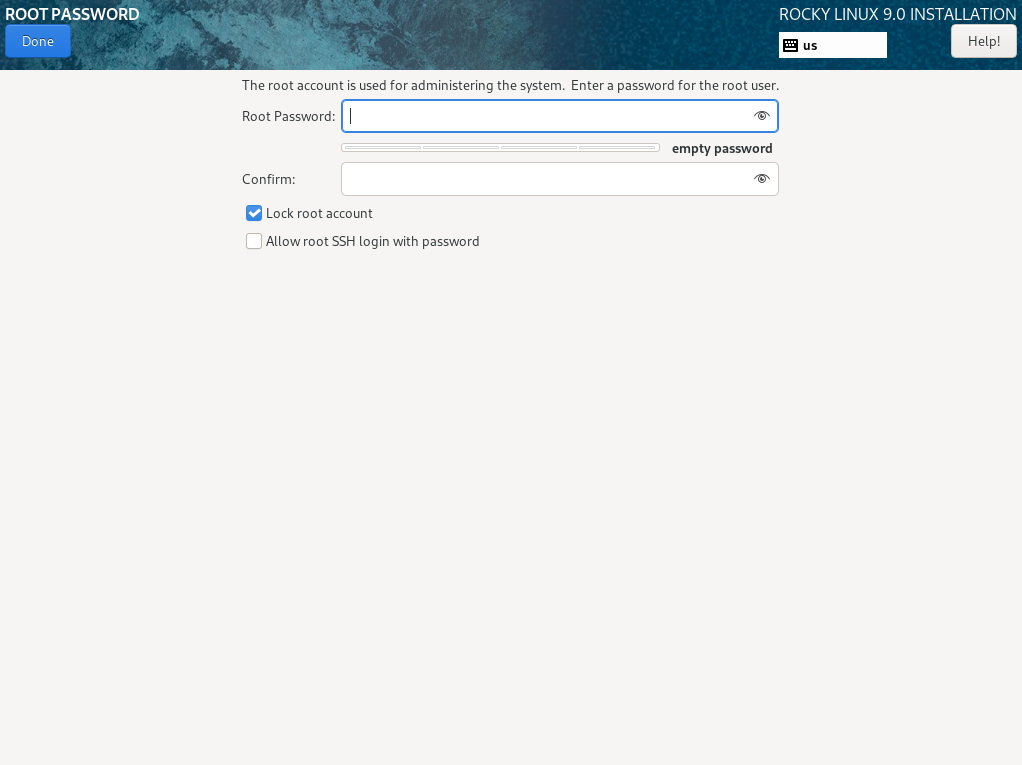 ROOT PASSWORD
ROCKY LINUX 9.0 INSTALLATION
Done
us
Help!
The root account is used for administering the system.  Enter a password for the root user.
Root Password:
empty password
Confirm:
Lock root account
Allow root SSH login with password